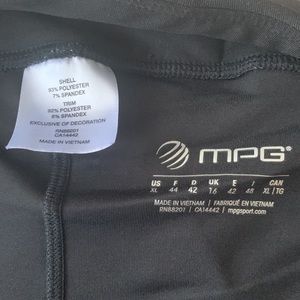 SHELL
93% POLYESTER
7% SPANDEX
TRIM
92% POLYESTER
8% SPANDEX
EXCLUSIVE OF DECORATION
RN88201
CA14442
MADE IN VIETNAM
MPG®
US F D UK E I CAN
XL 44 42 16 42 48 XL/TG
MADE IN VIETNAM | FABRIQUÉ EN VIETNAM
RN88201 | CA14442 | mpgsport.com